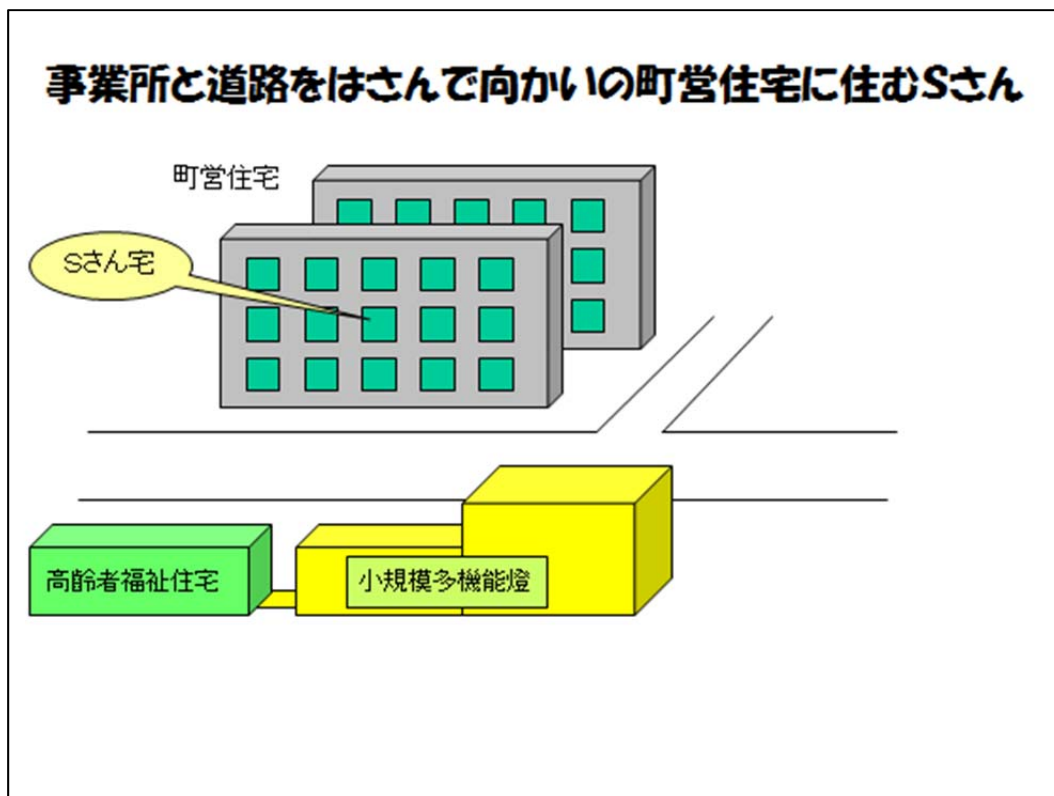 事業所と道路をはさんで向かいの町営住宅に住むSさん
町営住宅
Sさん宅
高齢者福祉住宅
小規模多機能燈